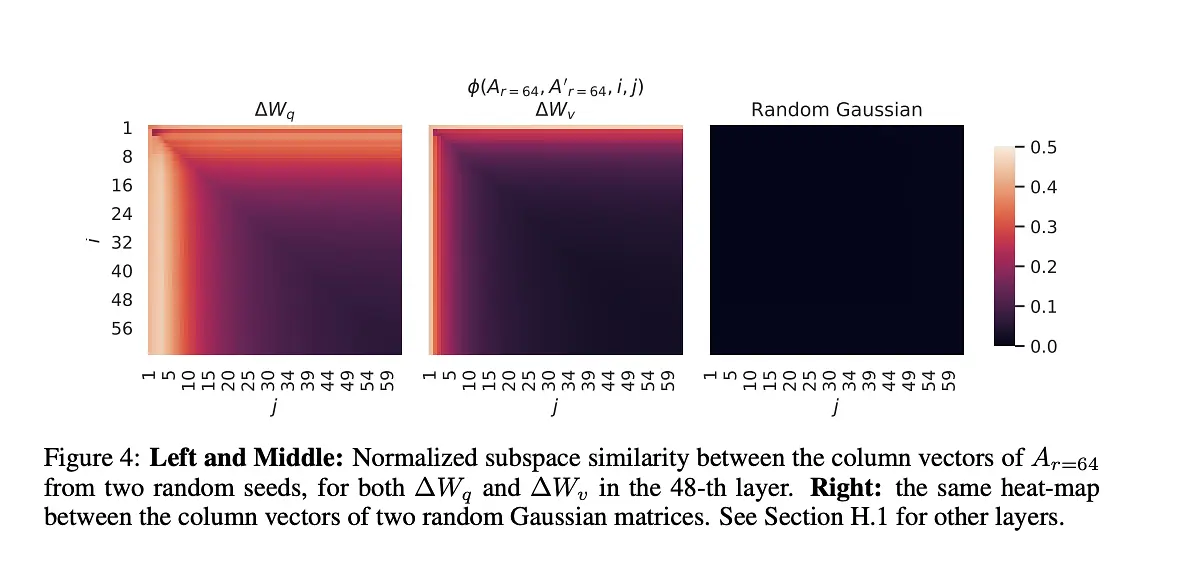 ϕ(Aᵣ₌₆₄, A′ᵣ₌₆₄, i, j)
ΔW_q ΔW_v Random Gaussian
1
8
16
24
32
40
48
56
i
0.5
0.4
0.3
0.2
0.1
0.0
1 5 10 15 20 25 30 34 39 44 49 54 59
1 5 10 15 20 25 30 34 39 44 49 54 59
1 5 10 15 20 25 30 34 39 44 49 54 59
j j j
Figure 4: Left and Middle: Normalized subspace similarity between the column vectors of Aᵣ₌₆₄
from two random seeds, for both ΔW_q and ΔW_v in the 48-th layer. Right: the same heat-map
between the column vectors of two random Gaussian matrices. See Section H.1 for other layers.